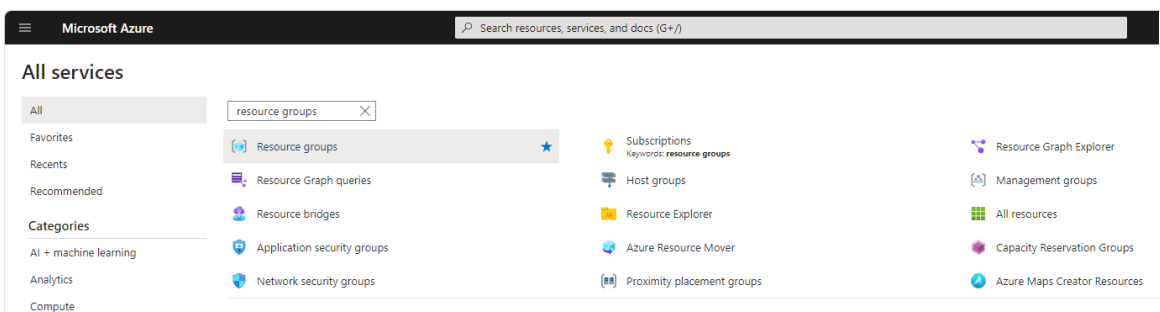 Microsoft Azure
Search resources, services, and docs (G+/)
All services
All
Favorites
Recents
Recommended
Categories
AI + machine learning
Analytics
Compute
resource groups
Resource groups
Subscriptions
Keywords: resource groups
Resource Graph Explorer
Resource Graph queries
Host groups
Management groups
Resource bridges
Resource Explorer
All resources
Application security groups
Azure Resource Mover
Capacity Reservation Groups
Network security groups
Proximity placement groups
Azure Maps Creator Resources